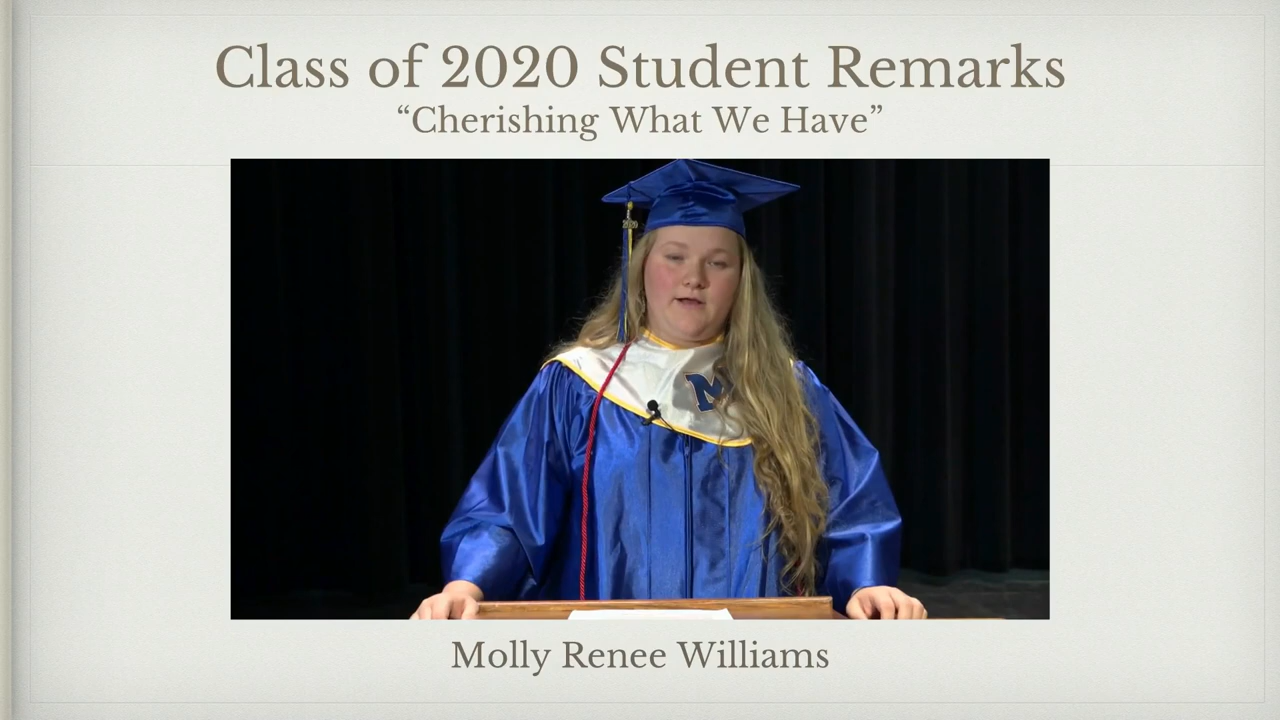 Class of 2020 Student Remarks
“Cherishing What We Have”
M
Molly Renee Williams